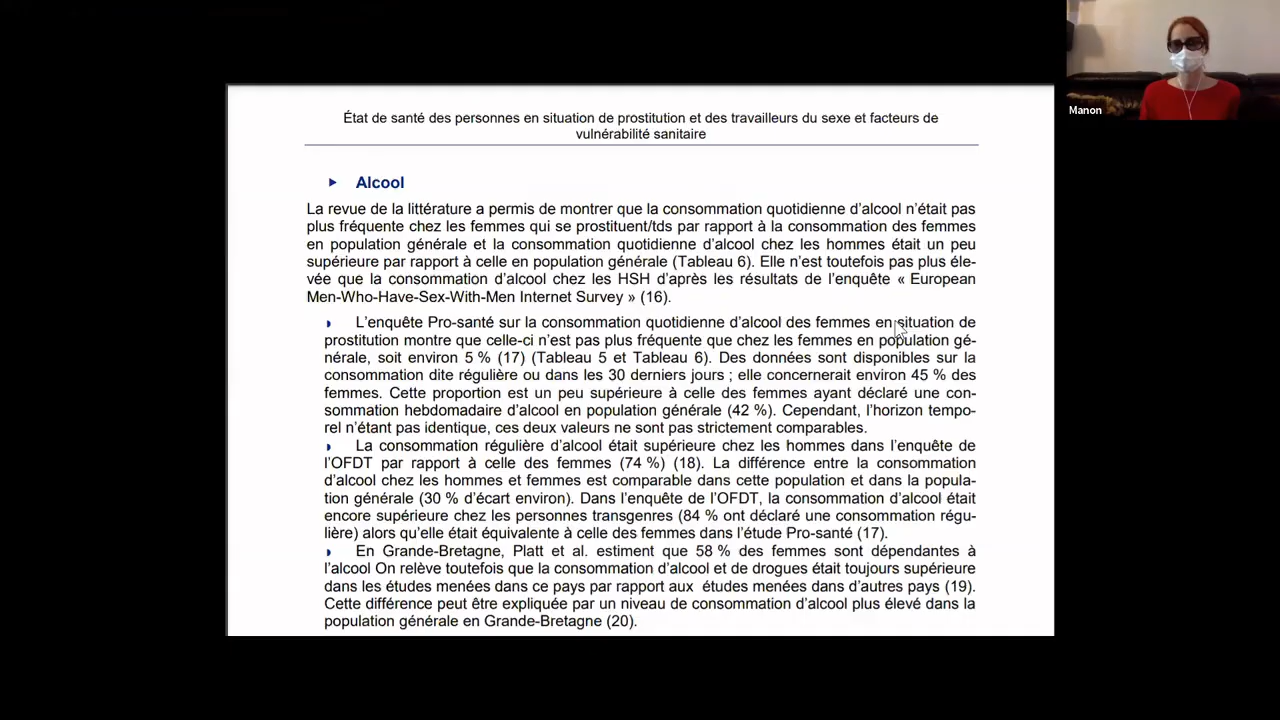 Manon
État de santé des personnes en situation de prostitution et des travailleurs du sexe et facteurs de
vulnérabilité sanitaire
Alcool
La revue de la littérature a permis de montrer que la consommation quotidienne d’alcool n’était pas
plus fréquente chez les femmes qui se prostituent/tds par rapport à la consommation des femmes
en population générale et la consommation quotidienne d’alcool chez les hommes était un peu
supérieure par rapport à celle en population générale (Tableau 6). Elle n’est toutefois pas plus éle-
vée que la consommation d’alcool chez les HSH d’après les résultats de l’enquête « European
Men-Who-Have-Sex-With-Men Internet Survey » (16).
L’enquête Pro-santé sur la consommation quotidienne d’alcool des femmes en situation de
prostitution montre que celle-ci n’est pas plus fréquente que chez les femmes en population gé-
nérale, soit environ 5 % (17) (Tableau 5 et Tableau 6). Des données sont disponibles sur la
consommation dite régulière ou dans les 30 derniers jours ; elle concernerait environ 45 % des
femmes. Cette proportion est un peu supérieure à celle des femmes ayant déclaré une con-
sommation hebdomadaire d’alcool en population générale (42 %). Cependant, l’horizon tempo-
rel n’étant pas identique, ces deux valeurs ne sont pas strictement comparables.
La consommation régulière d’alcool était supérieure chez les hommes dans l’enquête de
l’OFDT par rapport à celle des femmes (74 %) (18). La différence entre la consommation
d’alcool chez les hommes et femmes est comparable dans cette population et dans la popula-
tion générale (30 % d’écart environ). Dans l’enquête de l’OFDT, la consommation d’alcool était
encore supérieure chez les personnes transgenres (84 % ont déclaré une consommation régu-
lière) alors qu’elle était équivalente à celle des femmes dans l’étude Pro-santé (17).
En Grande-Bretagne, Platt et al. estiment que 58 % des femmes sont dépendantes à
l’alcool On relève toutefois que la consommation d’alcool et de drogues était toujours supérieure
dans les études menées dans ce pays par rapport aux études menées dans d’autres pays (19).
Cette différence peut être expliquée par un niveau de consommation d’alcool plus élevé dans la
population générale en Grande-Bretagne (20).